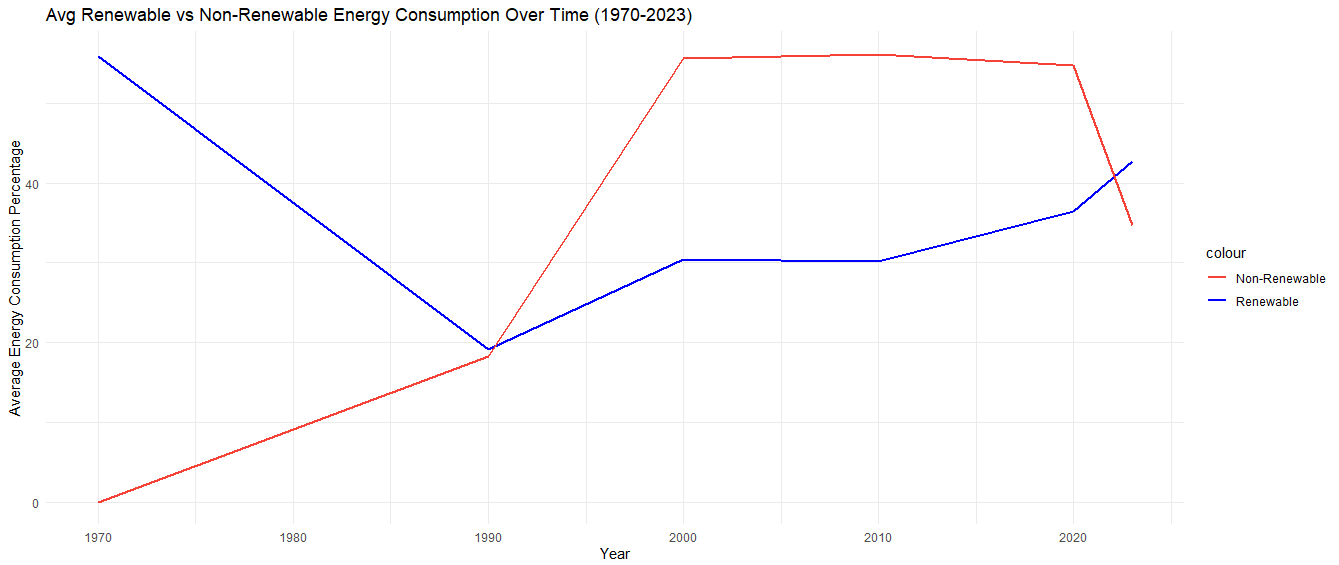 Avg Renewable vs Non-Renewable Energy Consumption Over Time (1970-2023)
Average Energy Consumption Percentage
40
20
0
1970 1980 1990 2000 2010 2020
Year
colour
Non-Renewable
Renewable